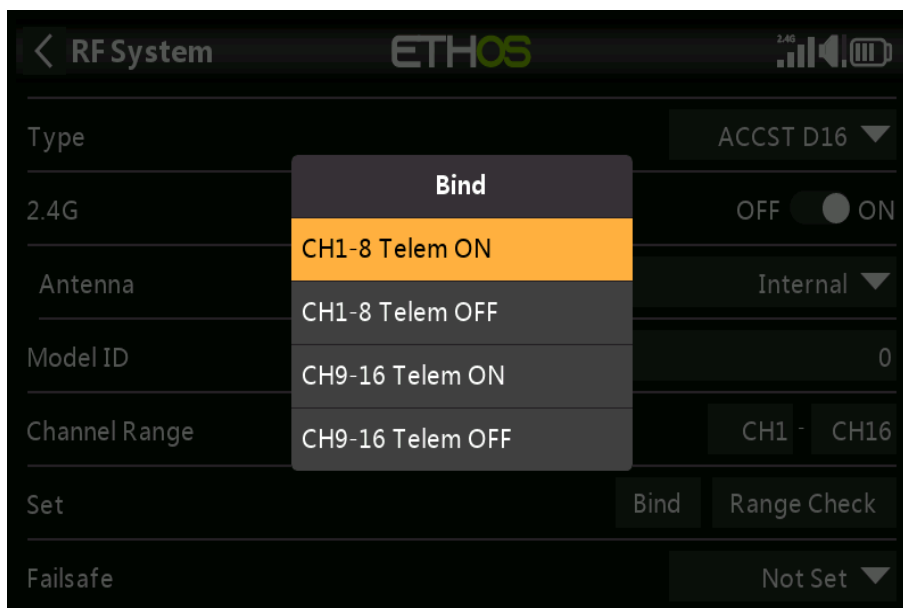 RF System ETHOS 2.4G
Type ACCST D16
Bind
2.4G OFF ON
CH1-8 Telem ON
Antenna Internal
CH1-8 Telem OFF
Model ID 0
CH9-16 Telem ON
Channel Range CH1 - CH16
CH9-16 Telem OFF
Set Bind Range Check
Failsafe Not Set